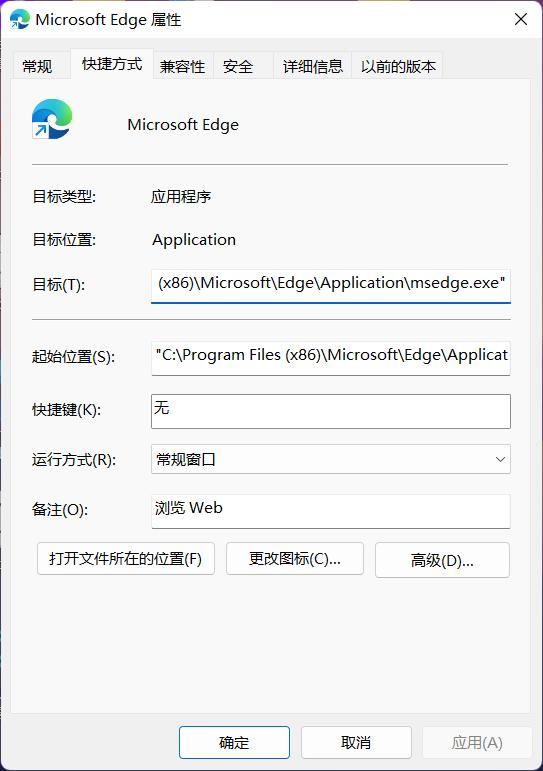 Microsoft Edge 属性
常规 快捷方式 兼容性 安全 详细信息 以前的版本
Microsoft Edge
目标类型: 应用程序
目标位置: Application
目标(T): (x86)\Microsoft\Edge\Application\msedge.exe"
起始位置(S): "C:\Program Files (x86)\Microsoft\Edge\Applicat
快捷键(K): 无
运行方式(R): 常规窗口
备注(O): 浏览 Web
打开文件所在的位置(F) 更改图标(C)... 高级(D)...
确定 取消 应用(A)